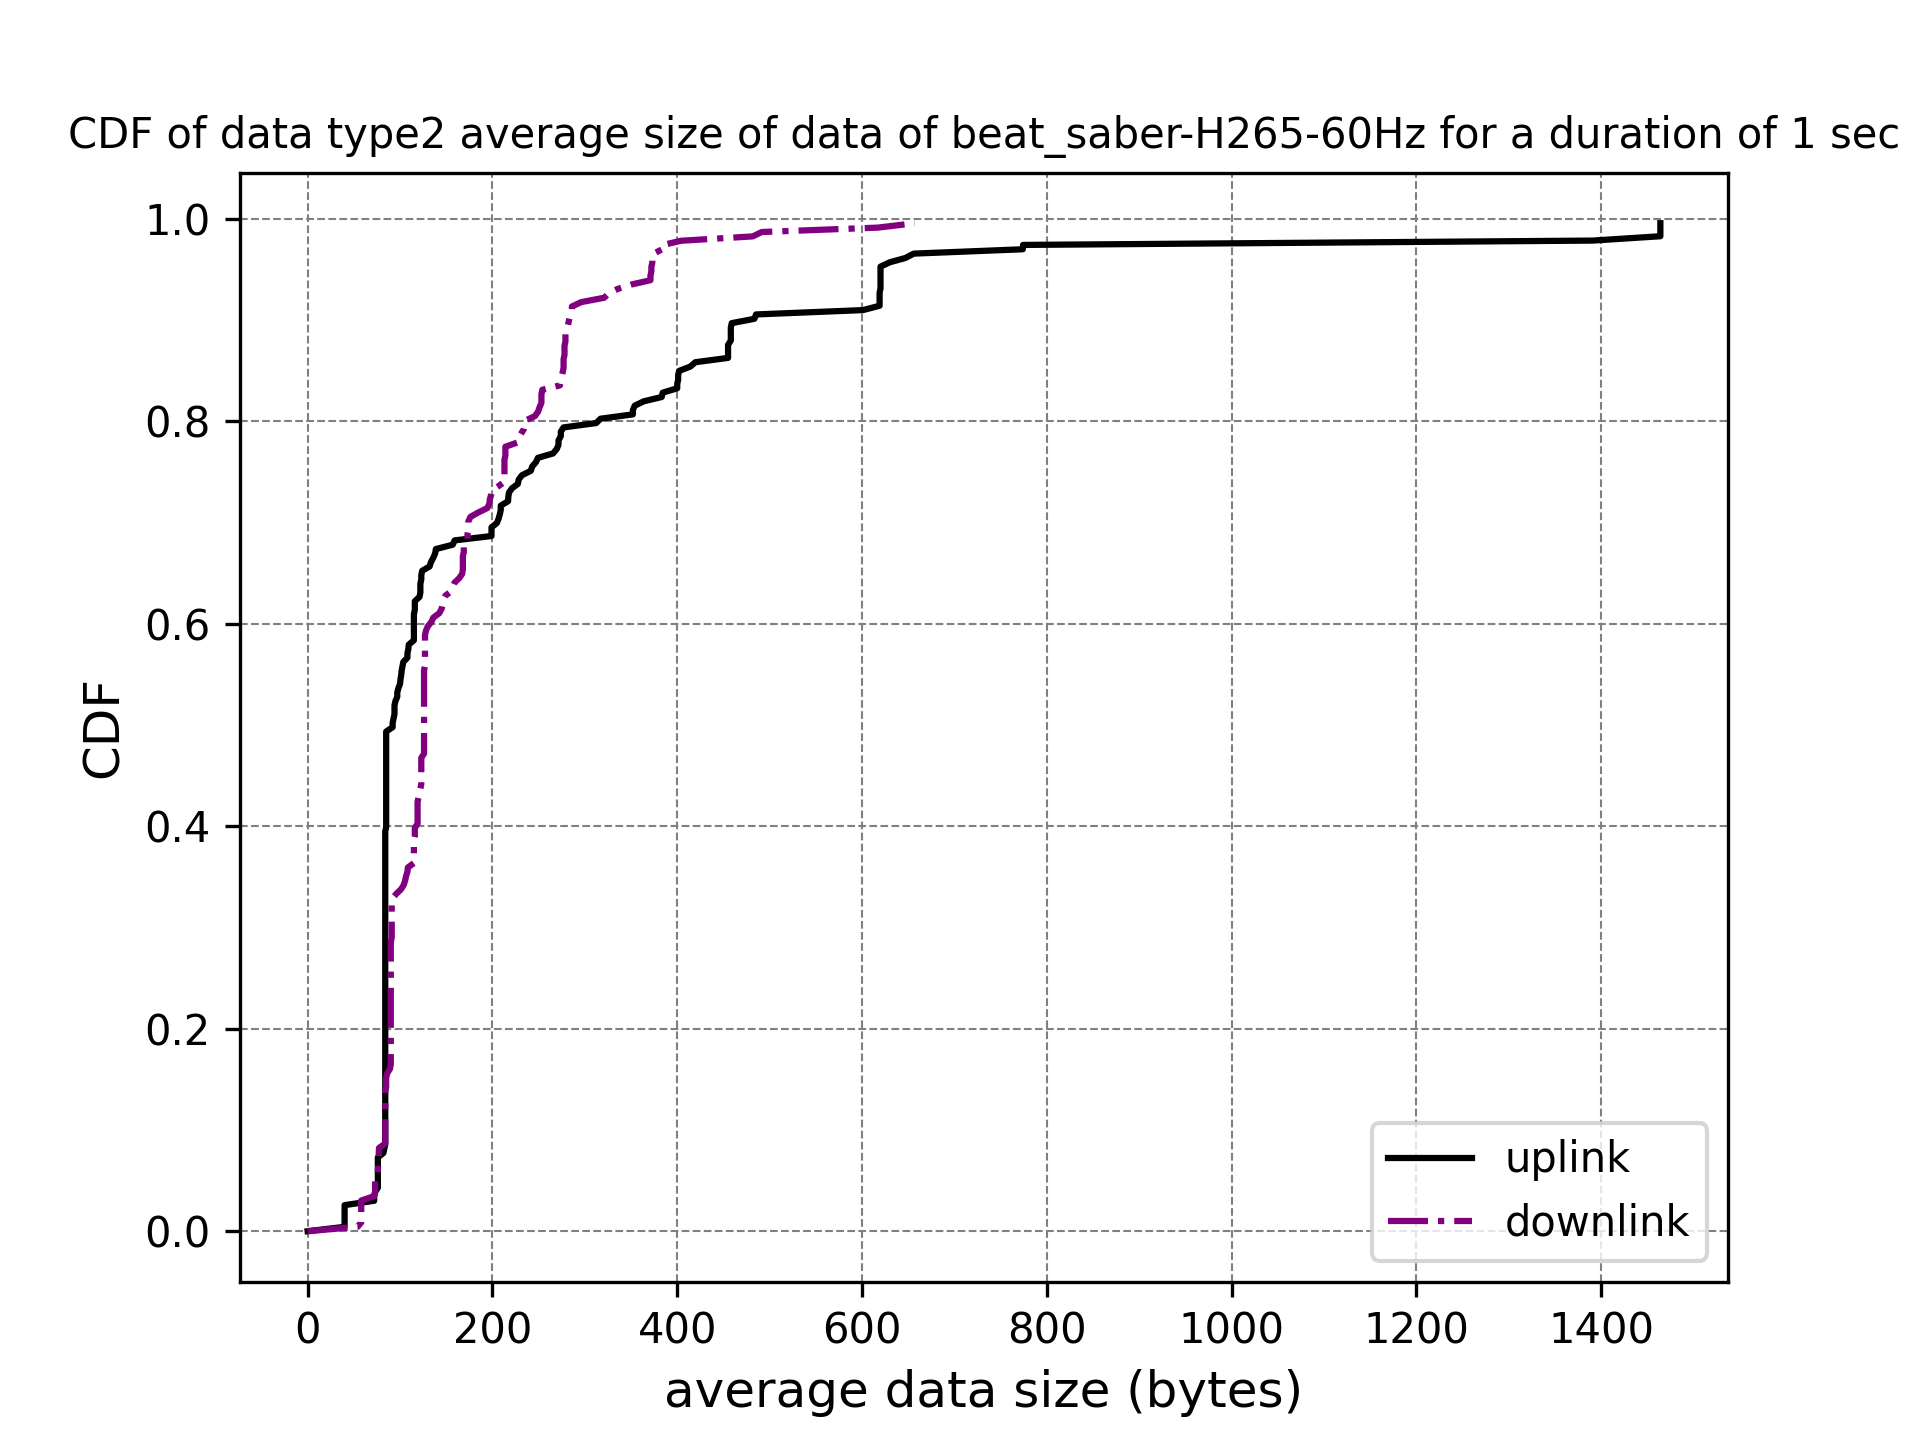 CDF of data type2 average size of data of beat_saber-H265-60Hz for a duration of 1 sec
1.0
0.8
0.6
0.4
0.2
0.0
CDF
uplink
downlink
0 200 400 600 800 1000 1200 1400
average data size (bytes)